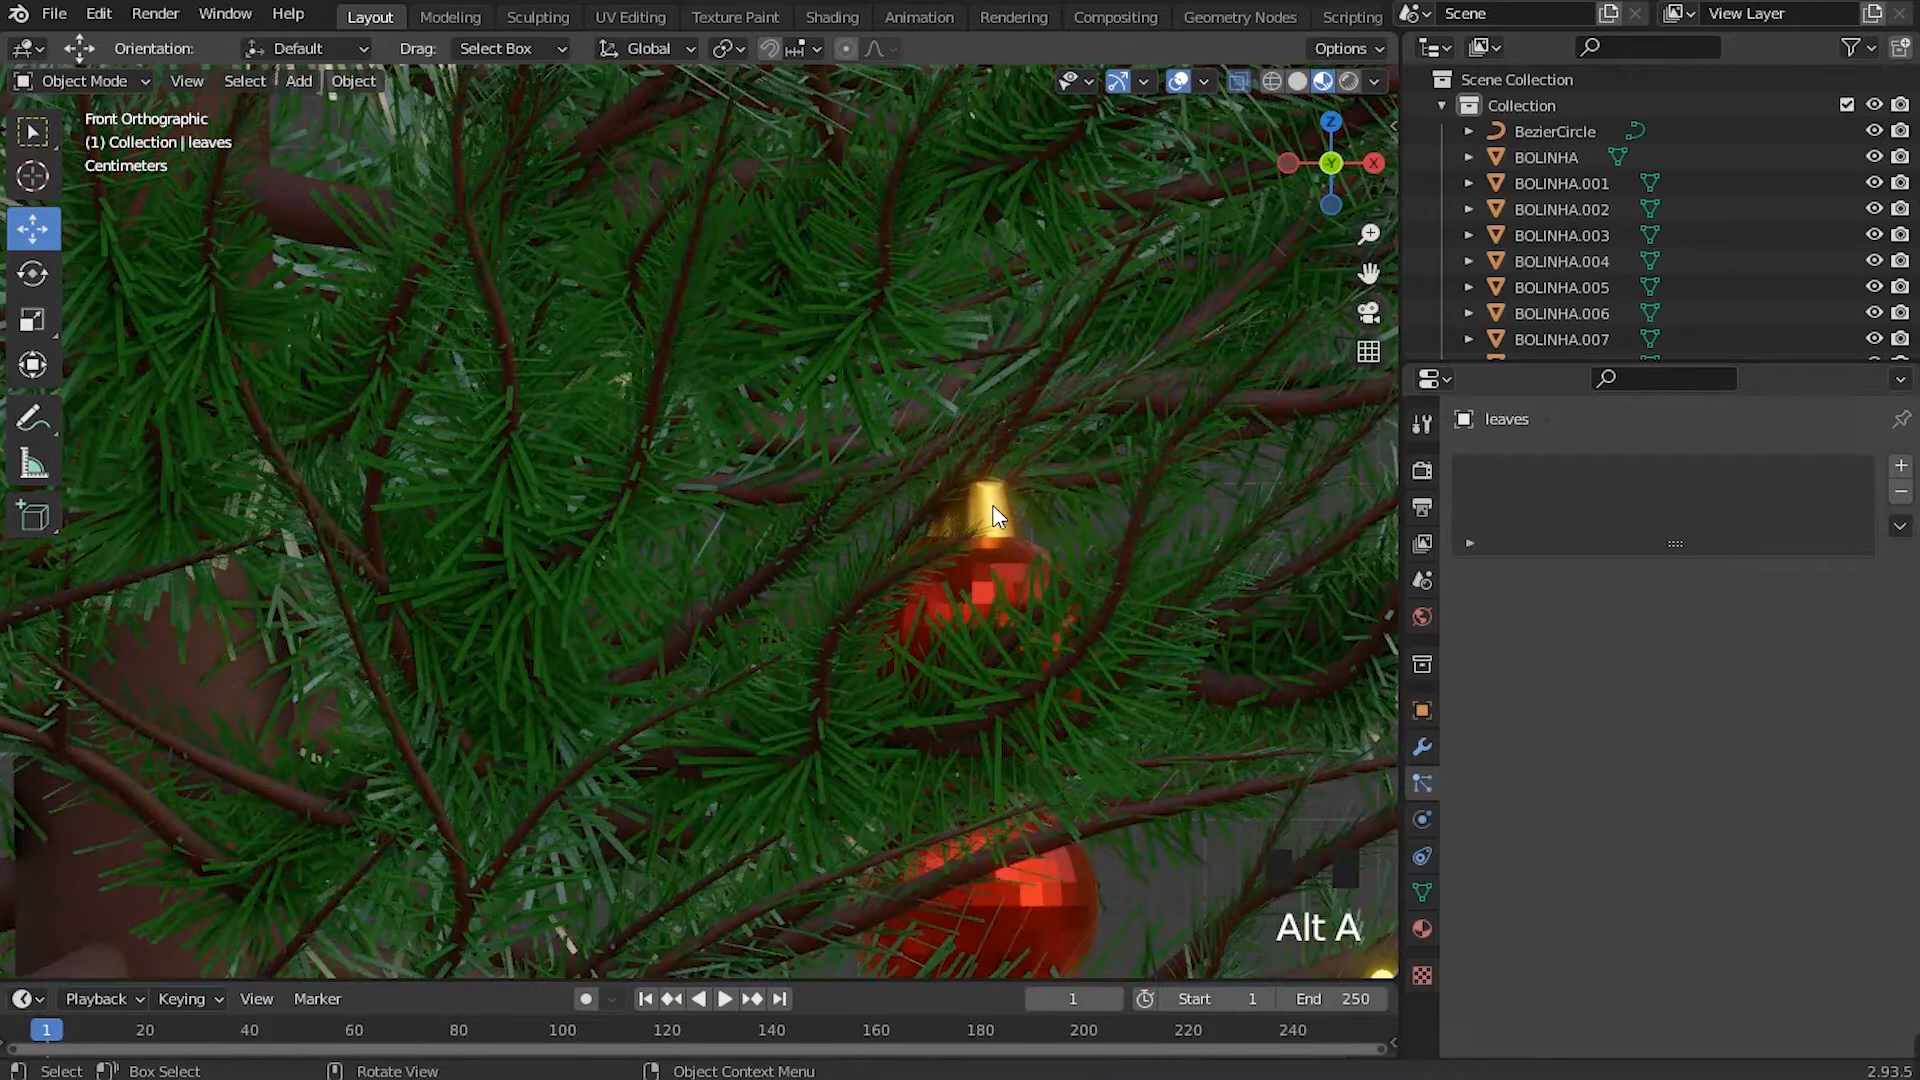 File Edit Render Window Help Layout Modeling Sculpting UV Editing Texture Paint Shading Animation Rendering Compositing Geometry Nodes Scripting Scene View Layer
Orientation: Default Drag: Select Box Global Options
Object Mode View Select Add Object
Scene Collection
Collection
BezierCircle
BOLINHA
BOLINHA.001
BOLINHA.002
BOLINHA.003
BOLINHA.004
BOLINHA.005
BOLINHA.006
BOLINHA.007
Front Orthographic
(1) Collection | leaves
Centimeters
Z
-Y
X
leaves
Alt A
Playback Keying View Marker 1 Start 1 End 250
1 20 40 60 80 100 120 140 160 180 200 220 240
Select Box Select Rotate View Object Context Menu 2.93.5